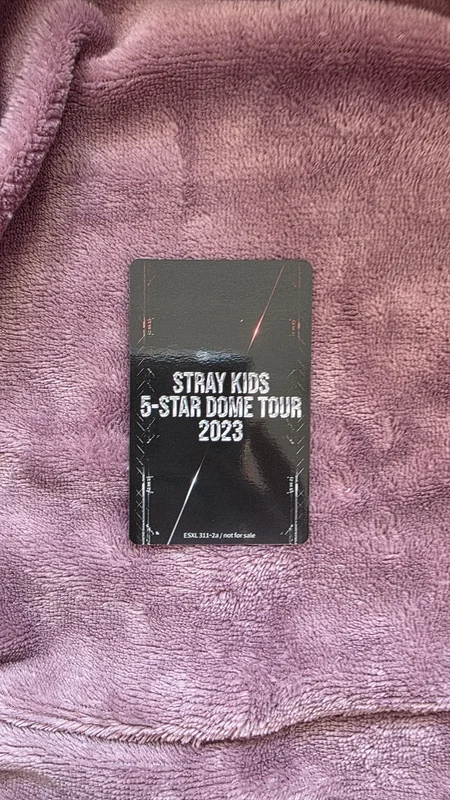 STRAY KIDS
5-STAR DOME TOUR
2023
ESXL 311-2a / not for sale